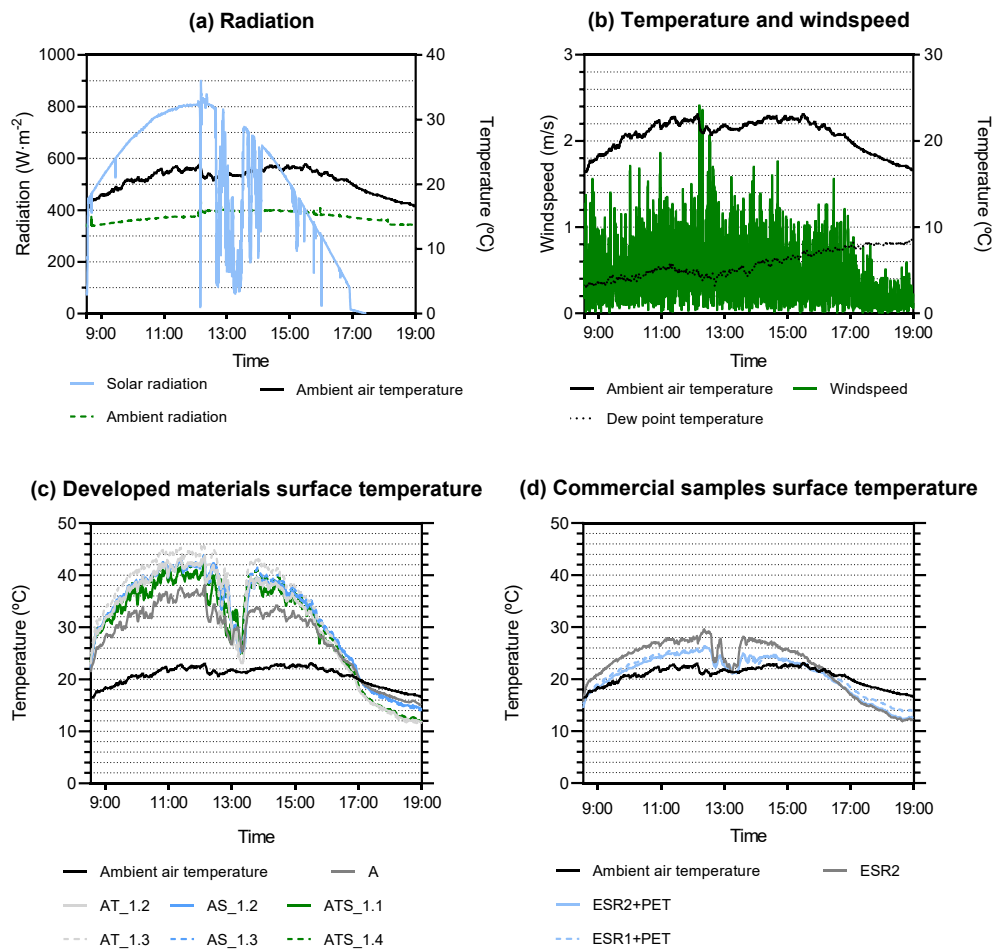 (a) Radiation
1000
800
600
400
200
0
40
30
20
10
0
Radiation (W·m⁻²)
Temperature (ºC)
9:00 11:00 13:00 15:00 17:00 19:00
Time
Solar radiation
Ambient air temperature
Ambient radiation
(b) Temperature and windspeed
3
2
1
0
30
20
10
0
Windspeed (m/s)
Temperature (ºC)
9:00 11:00 13:00 15:00 17:00 19:00
Time
Ambient air temperature
Windspeed
Dew point temperature
(c) Developed materials surface temperature
50
40
30
20
10
0
Temperature (ºC)
9:00 11:00 13:00 15:00 17:00 19:00
Time
Ambient air temperature
A
AT_1.2
AS_1.2
ATS_1.1
AT_1.3
AS_1.3
ATS_1.4
(d) Commercial samples surface temperature
50
40
30
20
10
0
Temperature (ºC)
9:00 11:00 13:00 15:00 17:00 19:00
Time
Ambient air temperature
ESR2
ESR2+PET
ESR1+PET